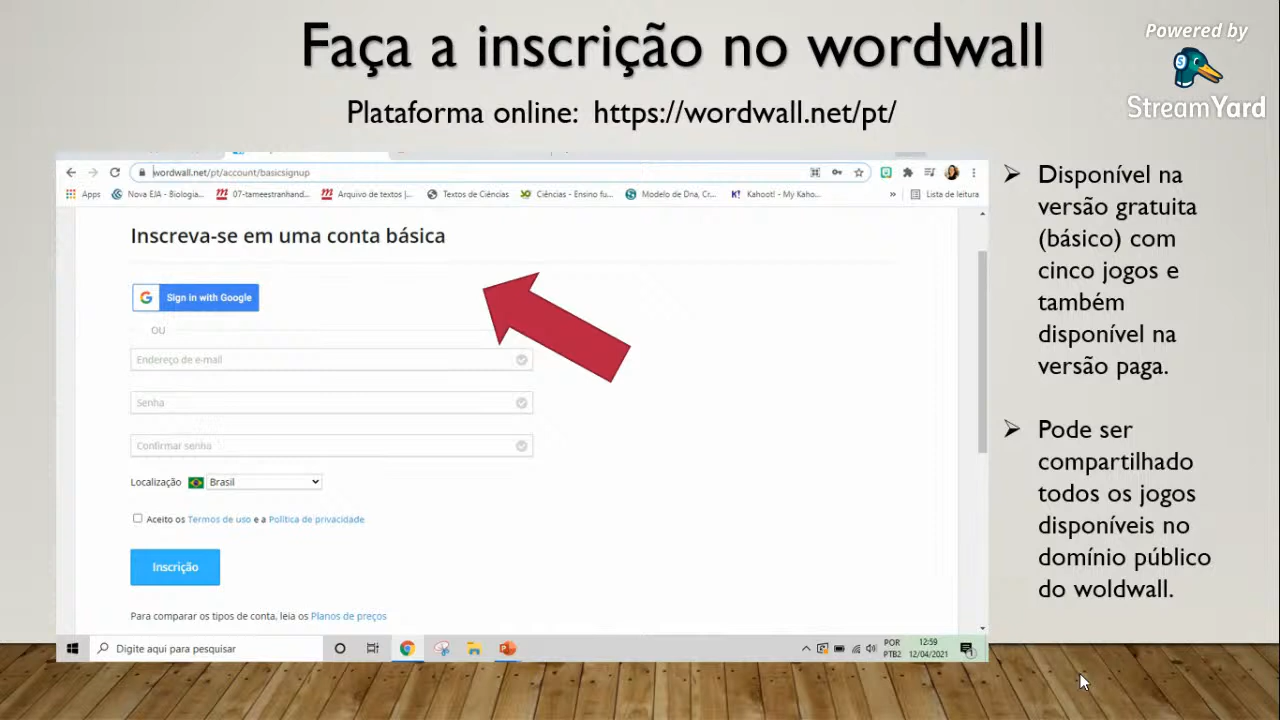 Faça a inscrição no wordwall
Powered by
StreamYard
Plataforma online: https://wordwall.net/pt/
wordwall.net/pt/account/basicsignup
Apps
Nova EJA - Biologia...
07-tameestranhand...
Arquivo de textos |...
Textos de Ciências
Ciências - Ensino fu...
Modelo de Dna, Cr...
Kahoot! - My Kaho...
»
Lista de leitura
Inscreva-se em uma conta básica
Sign in with Google
OU
Endereço de e-mail
Senha
Confirmar senha
Localização Brasil
Aceito os Termos de uso e a Política de privacidade
Inscrição
Para comparar os tipos de conta, leia os Planos de preços
Digite aqui para pesquisar
POR
PTB2
12:59
12/04/2021
Disponível na
versão gratuita
(básico) com
cinco jogos e
também
disponível na
versão paga.
Pode ser
compartilhado
todos os jogos
disponíveis no
domínio público
do woldwall.